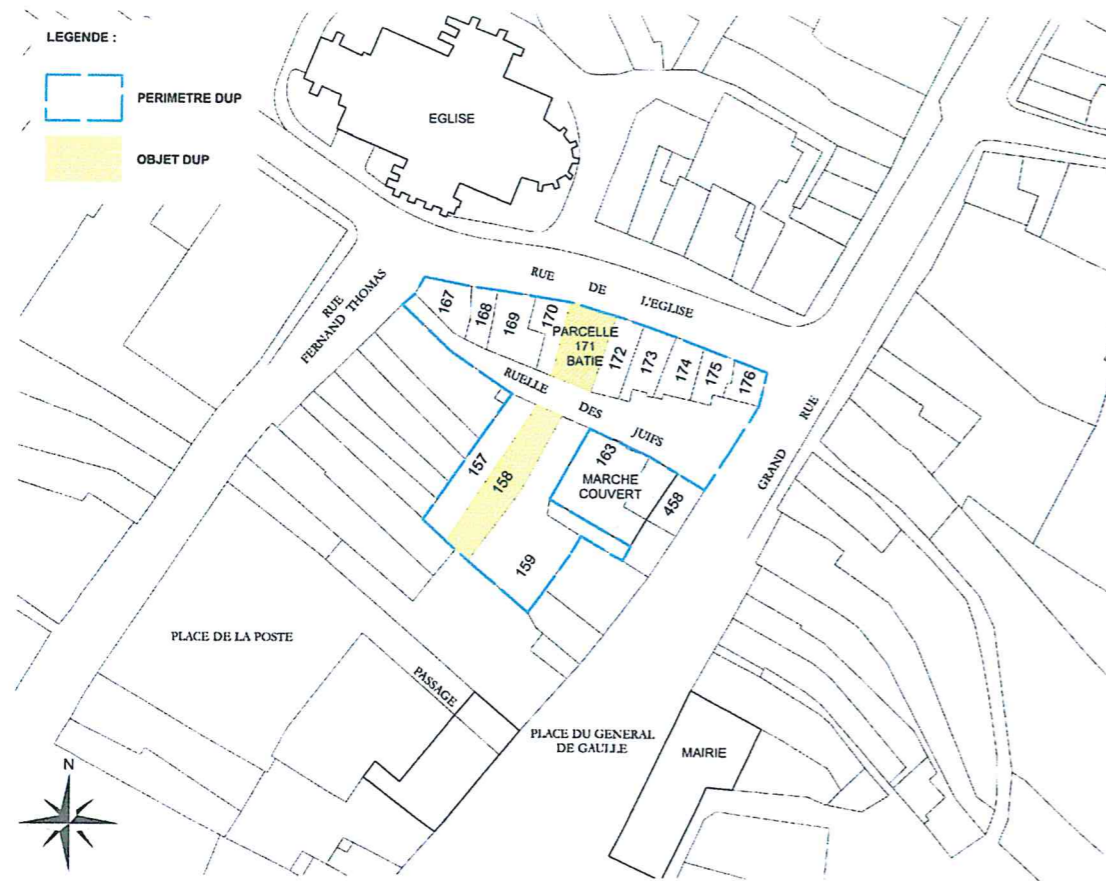 LEGENDE :
PERIMETRE DUP
OBJET DUP
EGLISE
RUE
FERNAND THOMAS
RUE
DE
L'EGLISE
167
168
169
170
PARCELLE
171
BATIE
172
173
174
175
176
RUELLE
DES
JUIFS
GRAND RUE
157
158
159
163
MARCHE
COUVERT
458
PLACE DE LA POSTE
PASSAGE
PLACE DU GENERAL
DE GAULLE
MAIRIE
N